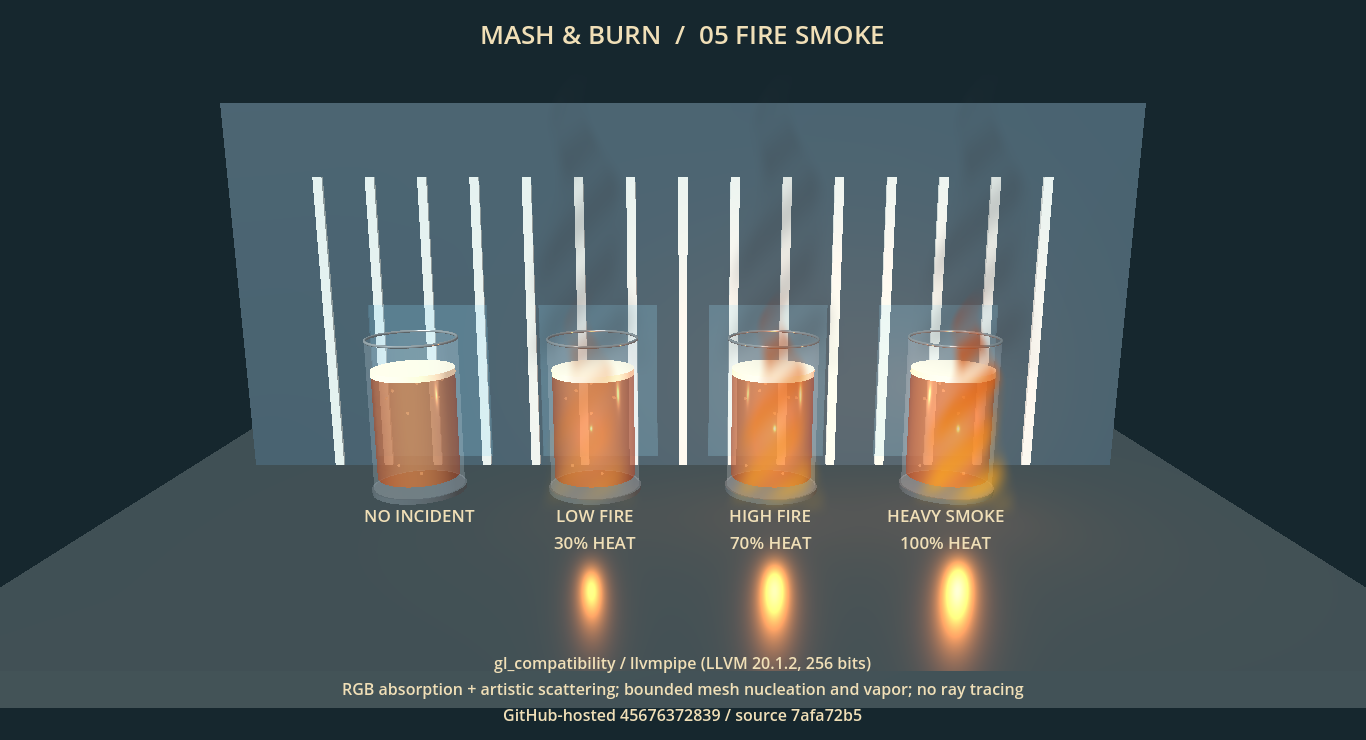 MASH & BURN / 05 FIRE SMOKE
NO INCIDENT
LOW FIRE
30% HEAT
HIGH FIRE
70% HEAT
HEAVY SMOKE
100% HEAT
gl_compatibility / llvmpipe (LLVM 20.1.2, 256 bits)
RGB absorption + artistic scattering; bounded mesh nucleation and vapor; no ray tracing
GitHub-hosted 45676372839 / source 7afa72b5